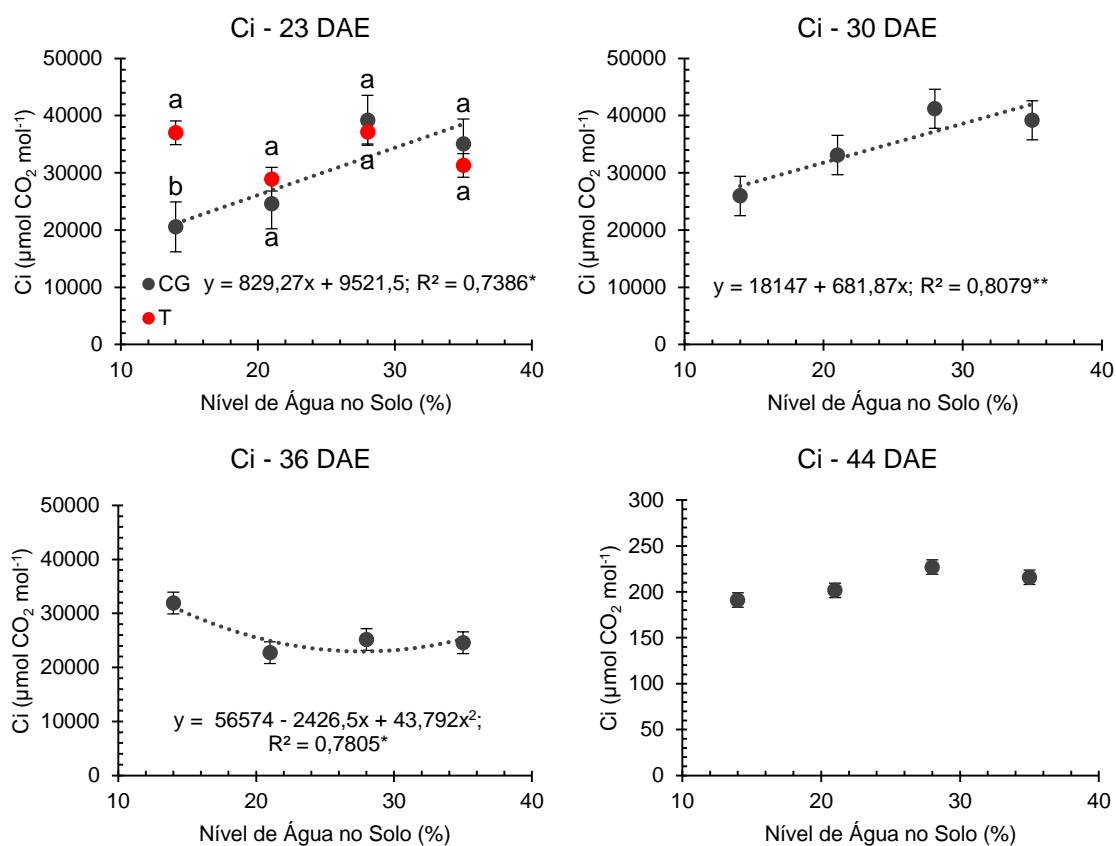 Ci - 23 DAE
50000
40000
30000
20000
10000
0
Ci (µmol CO₂ mol⁻¹)
a
a
a
a
b
a
a
a
CG y = 829,27x + 9521,5; R² = 0,7386*
T
10 20 30 40
Nível de Água no Solo (%)
Ci - 30 DAE
50000
40000
30000
20000
10000
0
Ci (µmol CO₂ mol⁻¹)
y = 18147 + 681,87x; R² = 0,8079**
10 20 30 40
Nível de Água no Solo (%)
Ci - 36 DAE
50000
40000
30000
20000
10000
0
Ci (µmol CO₂ mol⁻¹)
y = 56574 - 2426,5x + 43,792x²;
R² = 0,7805*
10 20 30 40
Nível de Água no Solo (%)
Ci - 44 DAE
300
250
200
150
100
50
0
Ci (µmol CO₂ mol⁻¹)
10 20 30 40
Nível de Água no Solo (%)